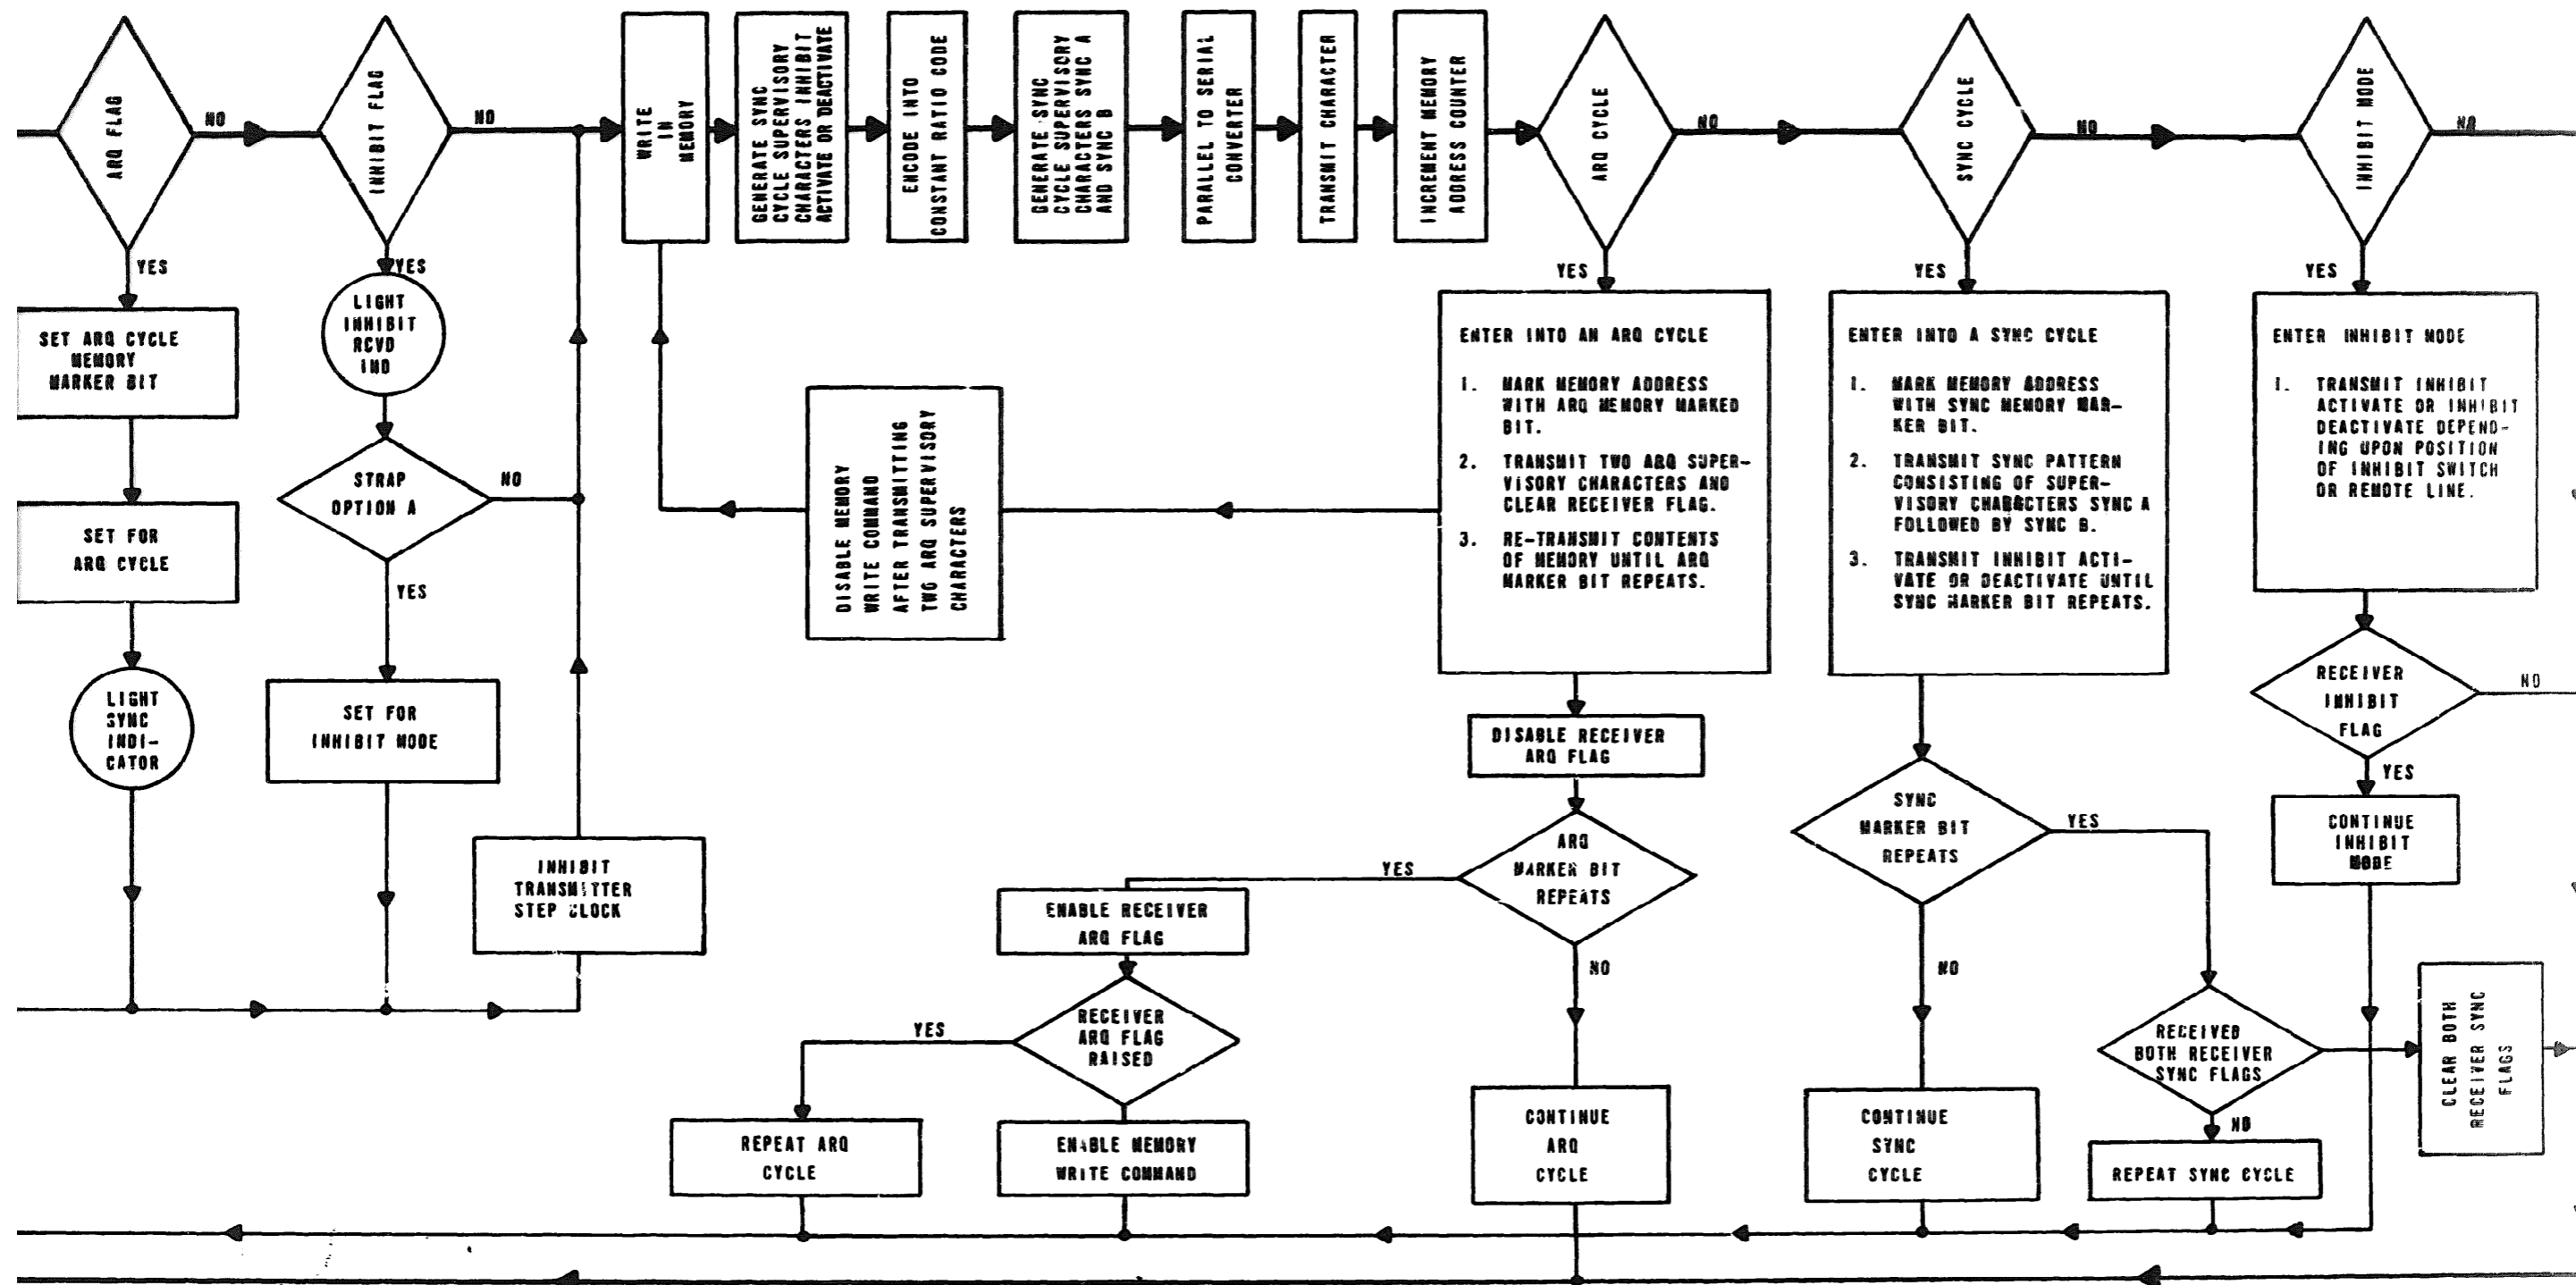 ARQ FLAG
NO
YES
SET ARQ CYCLE
MEMORY
MARKER BIT
SET FOR
ARQ CYCLE
LIGHT
SYNC
INDI-
CATOR
INHIBIT FLAG
NO
YES
LIGHT
INHIBIT
RCVD
IND
STRAP
OPTION A
NO
YES
SET FOR
INHIBIT MODE
INHIBIT
TRANSMITTER
STEP CLOCK
WRITE
IN
MEMORY
GENERATE SYNC
CYCLE SUPERVISORY
CHARACTERS INHIBIT
ACTIVATE OR DEACTIVATE
ENCODE INTO
CONSTANT RATIO CODE
GENERATE SYNC
CYCLE SUPERVISORY
CHARACTERS SYNC A
AND SYNC B
PARALLEL TO SERIAL
CONVERTER
TRANSMIT CHARACTER
INCREMENT MEMORY
ADDRESS COUNTER
DISABLE MEMORY
WRITE COMMAND
AFTER TRANSMITTING
TWO ARQ SUPERVISORY
CHARACTERS
ARQ CYCLE
NO
YES
ENTER INTO AN ARQ CYCLE
1. MARK MEMORY ADDRESS
WITH ARQ MEMORY MARKED
BIT.
2. TRANSMIT TWO ARQ SUPER-
VISORY CHARACTERS AND
CLEAR RECEIVER FLAG.
3. RE-TRANSMIT CONTENTS
OF MEMORY UNTIL ARQ
MARKER BIT REPEATS.
DISABLE RECEIVER
ARQ FLAG
ARQ
MARKER BIT
REPEATS
YES
NO
ENABLE RECEIVER
ARQ FLAG
RECEIVER
ARQ FLAG
RAISED
YES
REPEAT ARQ
CYCLE
ENABLE MEMORY
WRITE COMMAND
CONTINUE
ARQ
CYCLE
SYNC CYCLE
NO
YES
ENTER INTO A SYNC CYCLE
1. MARK MEMORY ADDRESS
WITH SYNC MEMORY MAR-
KER BIT.
2. TRANSMIT SYNC PATTERN
CONSISTING OF SUPER-
VISORY CHARACTERS SYNC A
FOLLOWED BY SYNC B.
3. TRANSMIT INHIBIT ACTI-
VATE OR DEACTIVATE UNTIL
SYNC MARKER BIT REPEATS.
SYNC
MARKER BIT
REPEATS
YES
NO
CONTINUE
SYNC
CYCLE
RECEIVED
BOTH RECEIVER
SYNC FLAGS
NO
REPEAT SYNC CYCLE
INHIBIT MODE
NO
YES
ENTER INHIBIT MODE
1. TRANSMIT INHIBIT
ACTIVATE OR INHIBIT
DEACTIVATE DEPEND-
ING UPON POSITION
OF INHIBIT SWITCH
OR REMOTE LINE.
RECEIVER
INHIBIT
FLAG
NO
YES
CONTINUE
INHIBIT
MODE
CLEAR BOTH
RECEIVER SYNC
FLAGS